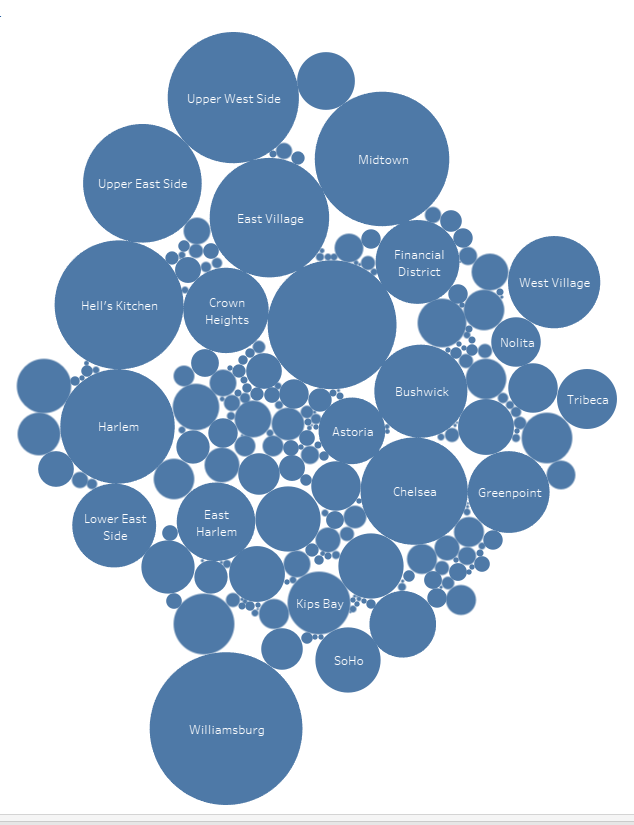 Upper West Side
Midtown
Upper East Side
East Village
Financial
District
West Village
Hell's Kitchen
Crown
Heights
Nolita
Bushwick
Tribeca
Harlem
Astoria
Chelsea
Greenpoint
Lower East
Side
East
Harlem
Kips Bay
SoHo
Williamsburg